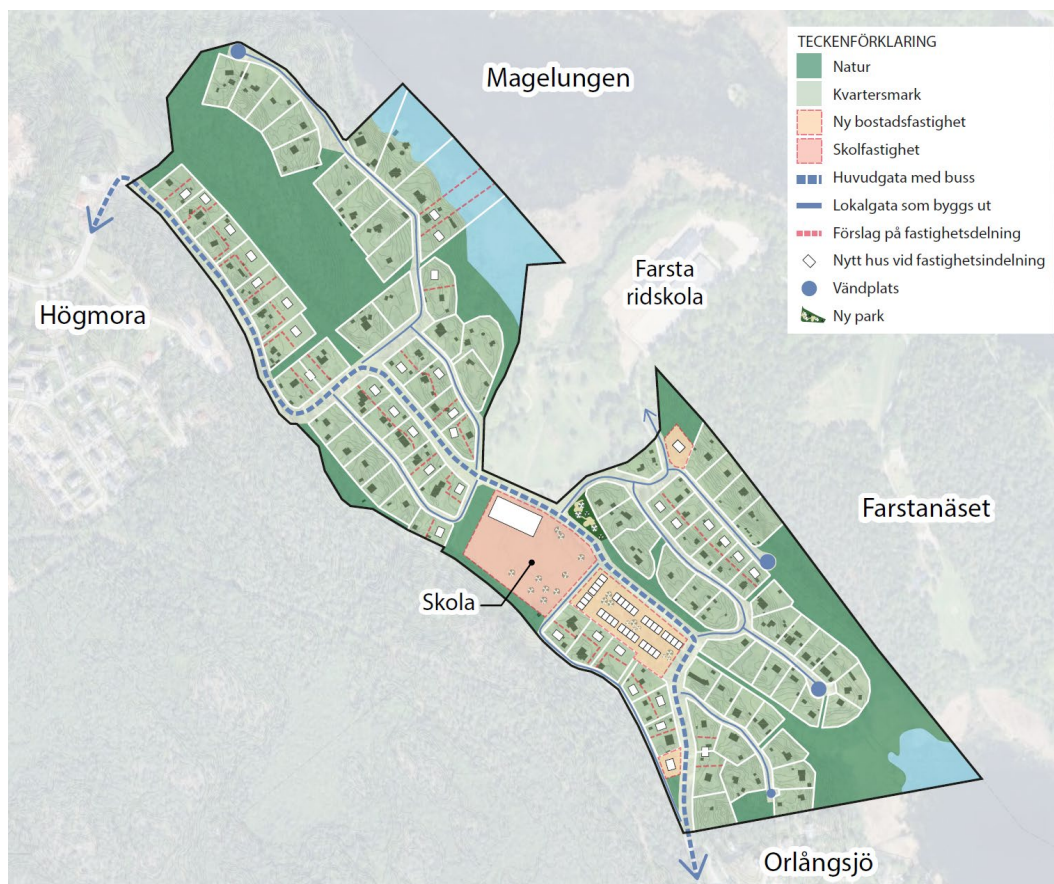 Magelungen
Farsta
ridskola
Högmora
Farstanäset
Skola
Orlångsjö
TECKENFÖRKLARING
Natur
Kvartersmark
Ny bostadsfastighet
Skolfastighet
Huvudgata med buss
Lokalgata som byggs ut
Förslag på fastighetsdelning
Nytt hus vid fastighetsindelning
Vändplats
Ny park